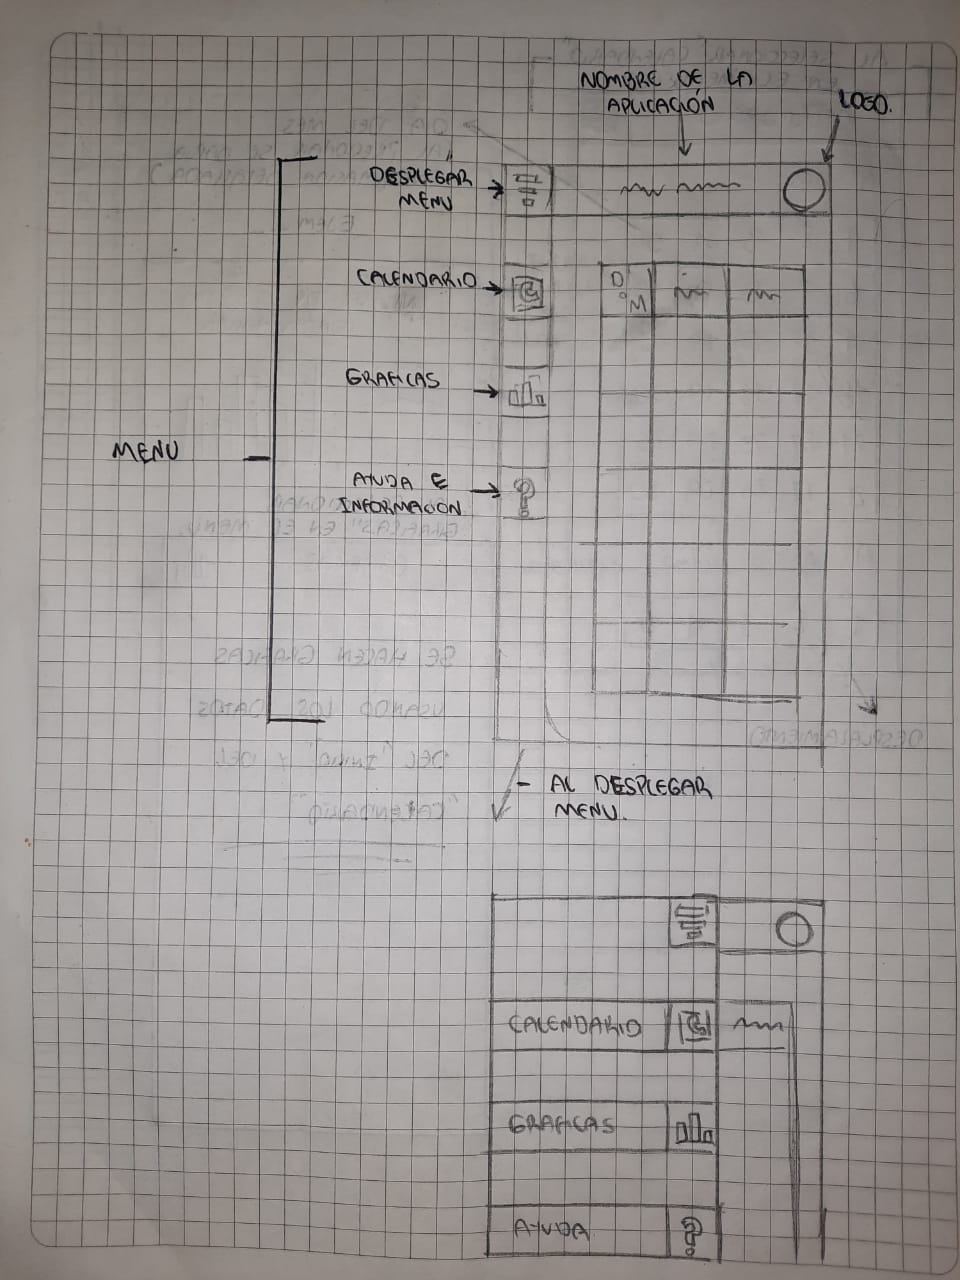 NOMBRE DE LA
APLICACIÓN
LOGO.
DESPLEGAR
MENU
CALENDARIO
D
M
GRAFICAS
MENU
AYUDA E
INFORMACION
- AL DESPLEGAR
MENU.
CALENDARIO
GRAFICAS
AYUDA